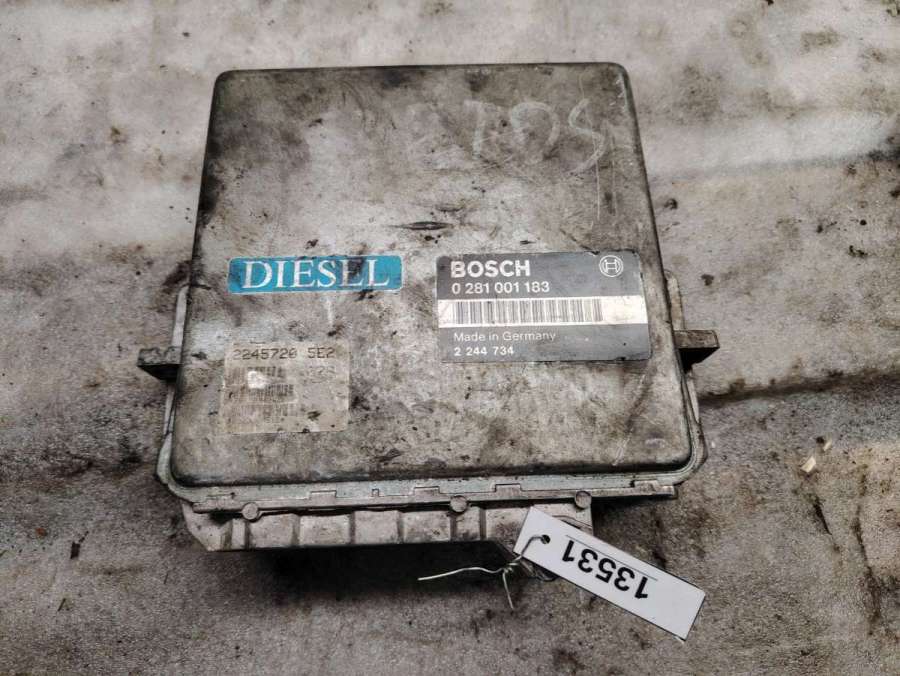 DIESEL
BOSCH
0 281 001 183
Made in Germany
2 244 734
2245720 5E2
13531